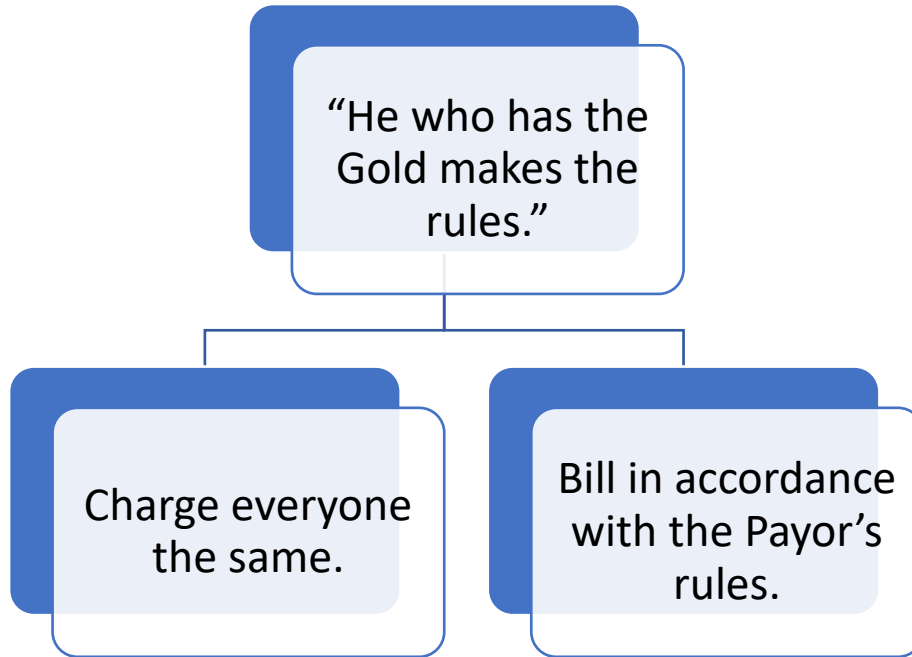 “He who has the
Gold makes the
rules.”
Charge everyone
the same.
Bill in accordance
with the Payor’s
rules.